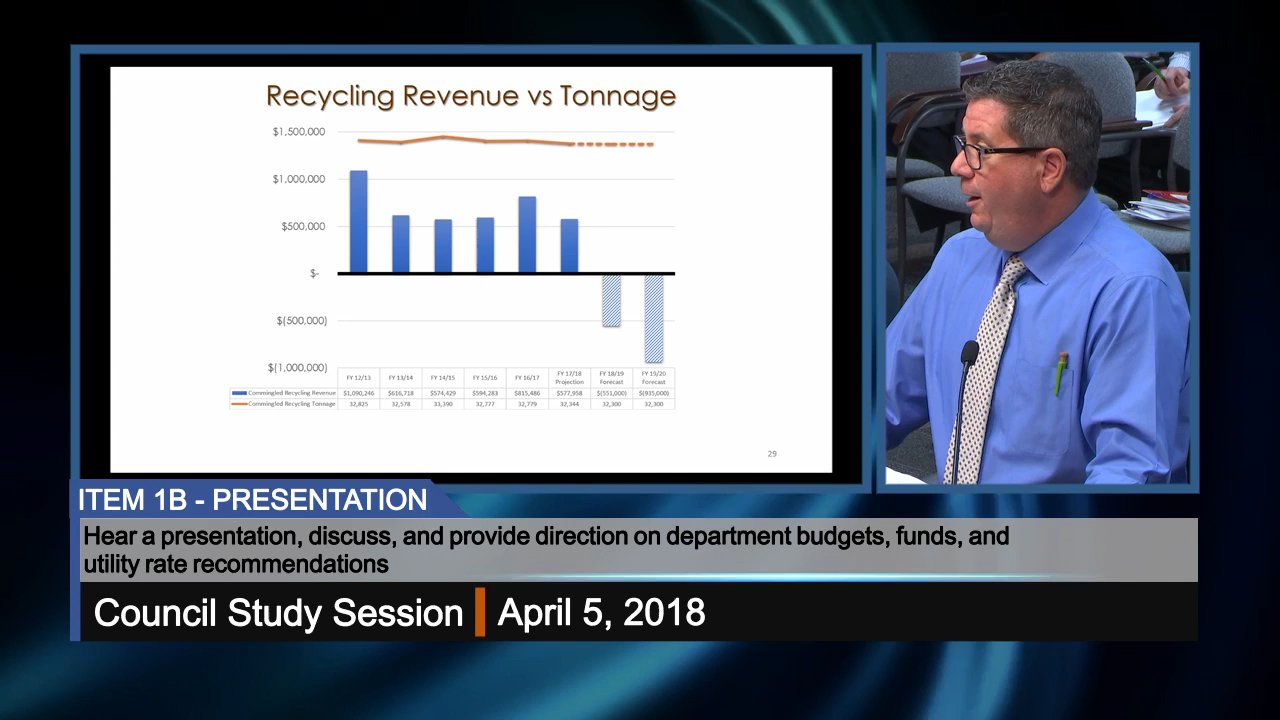 Recycling Revenue vs Tonnage
$1,500,000
$1,000,000
$500,000
$-
$(500,000)
$(1,000,000)
FY 12/13 FY 13/14 FY 14/15 FY 15/16 FY 16/17 FY 17/18 FY 18/19 FY 19/20
Projection Forecast Forecast
Commingled Recycling Revenue $1,090,246 $616,718 $574,429 $594,283 $815,486 $577,958 $(551,000) $(935,000)
Commingled Recycling Tonnage 32,825 32,578 33,390 32,777 32,779 32,344 32,300 32,300
29
ITEM 1B - PRESENTATION
Hear a presentation, discuss, and provide direction on department budgets, funds, and
utility rate recommendations
Council Study Session April 5, 2018